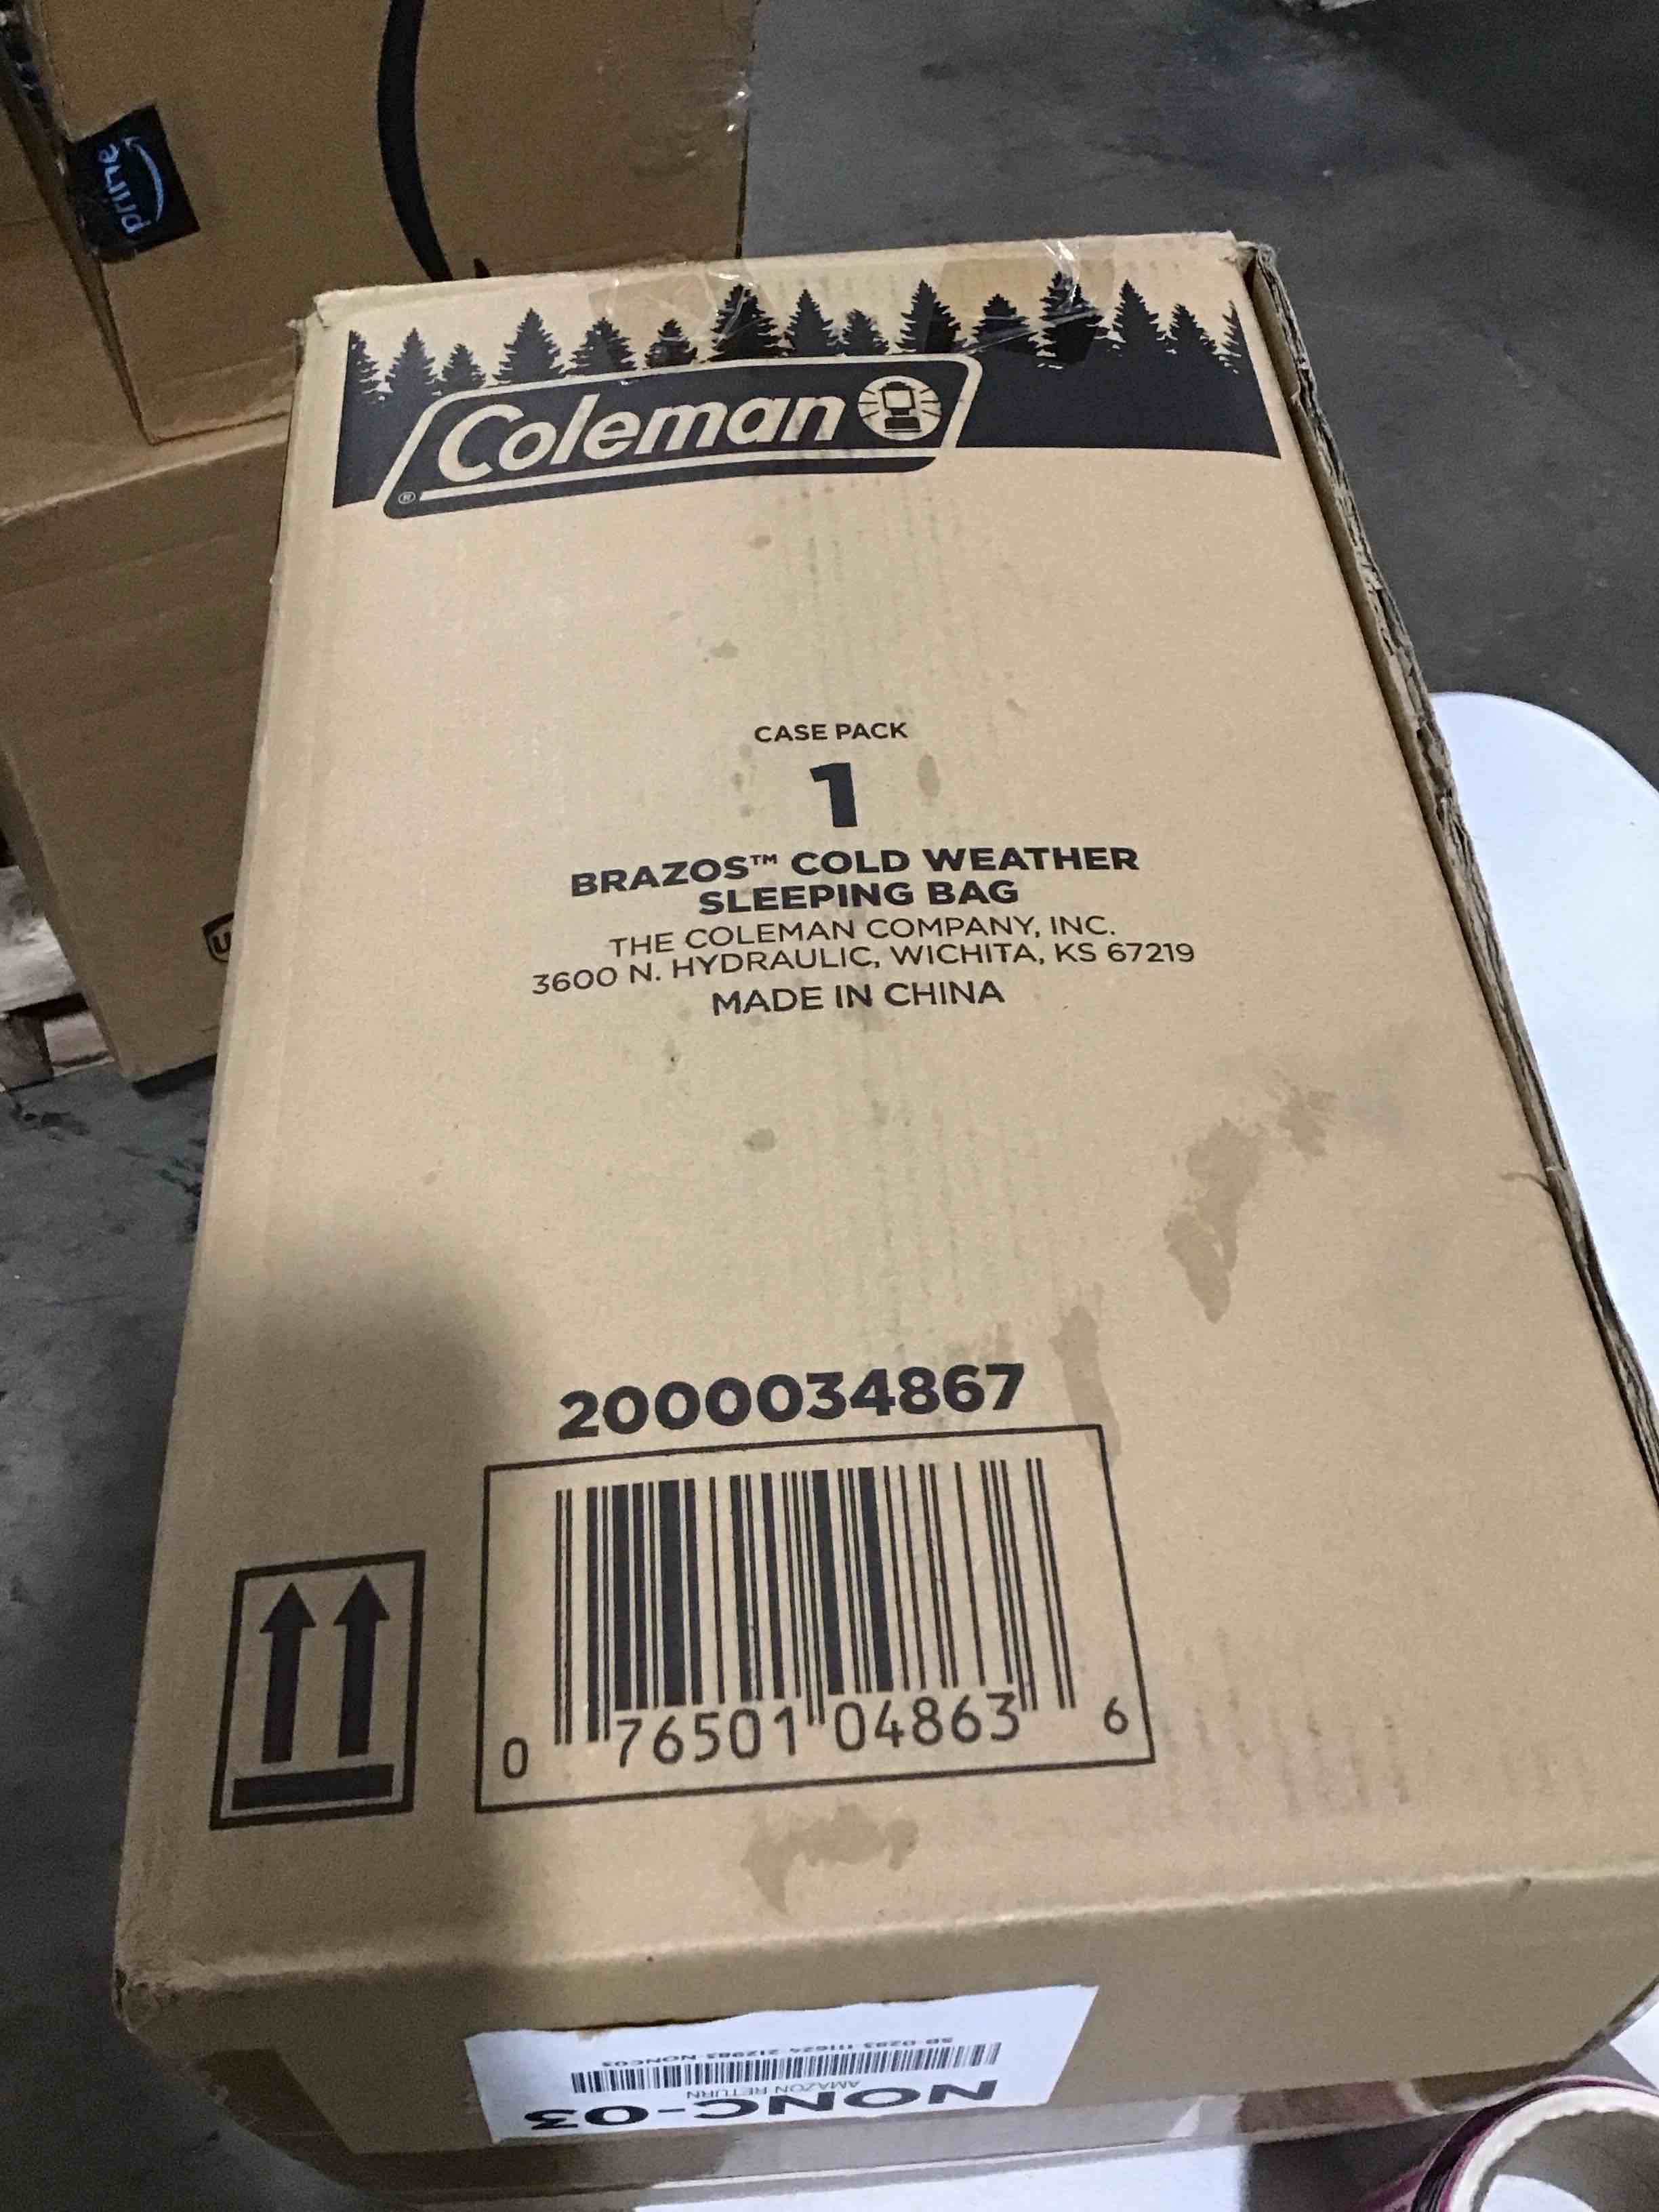 prime
Coleman
®
CASE PACK
1
BRAZOS™ COLD WEATHER
SLEEPING BAG
THE COLEMAN COMPANY, INC.
3600 N. HYDRAULIC, WICHITA, KS 67219
MADE IN CHINA
2000034867
0 76501 04863 6
NONC-03
AMAZON RETURN